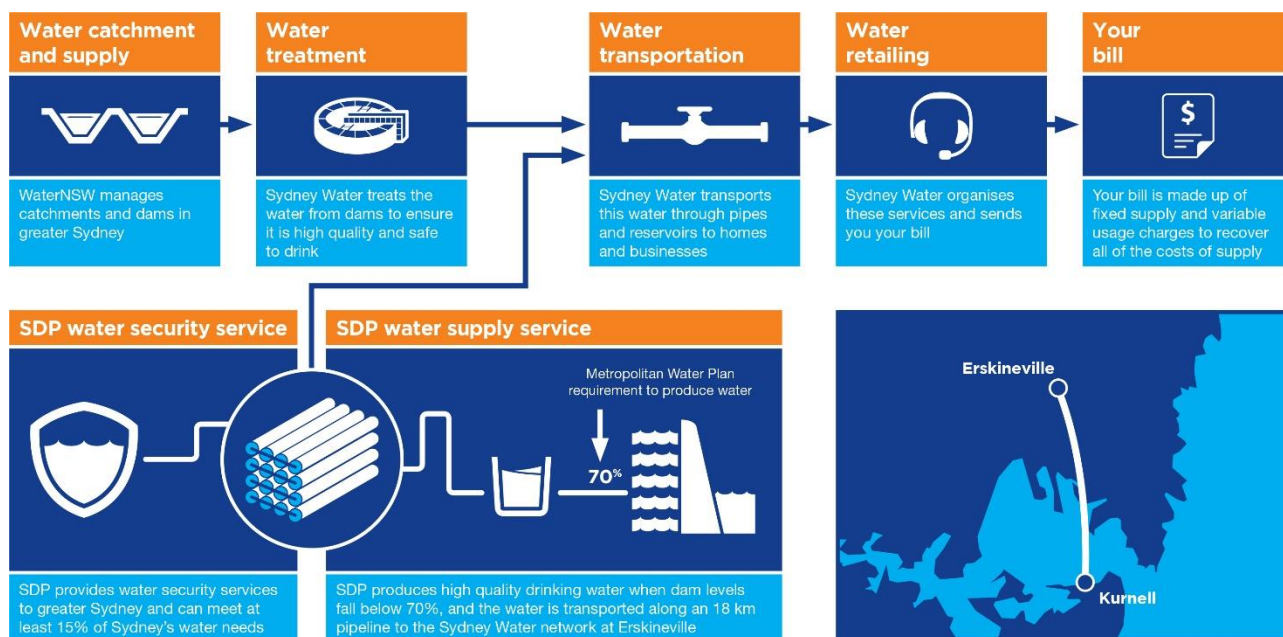 Water catchment
and supply
WaterNSW manages
catchments and dams in
greater Sydney
Water
treatment
Sydney Water treats the
water from dams to ensure
it is high quality and safe
to drink
Water
transportation
Sydney Water transports
this water through pipes
and reservoirs to homes
and businesses
Water
retailing
Sydney Water organises
these services and sends
you your bill
Your
bill
$
Your bill is made up of
fixed supply and variable
usage charges to recover
all of the costs of supply
SDP water security service
SDP provides water security services
to greater Sydney and can meet at
least 15% of Sydney's water needs
SDP water supply service
Metropolitan Water Plan
requirement to produce water
70%
SDP produces high quality drinking water when dam levels
fall below 70%, and the water is transported along an 18 km
pipeline to the Sydney Water network at Erskineville
Erskineville
Kurnell